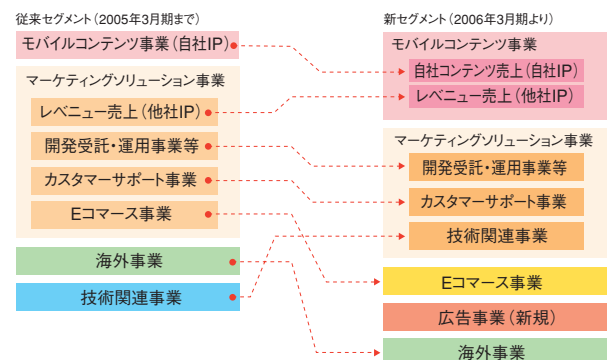 従来セグメント（2005年3月期まで）
モバイルコンテンツ事業（自社IP）
マーケティングソリューション事業
レベニュー売上（他社IP）
開発受託・運用事業等
カスタマーサポート事業
Eコマース事業
海外事業
技術関連事業
新セグメント（2006年3月期より）
モバイルコンテンツ事業
自社コンテンツ売上（自社IP）
レベニュー売上（他社IP）
マーケティングソリューション事業
開発受託・運用事業等
カスタマーサポート事業
技術関連事業
Eコマース事業
広告事業（新規）
海外事業